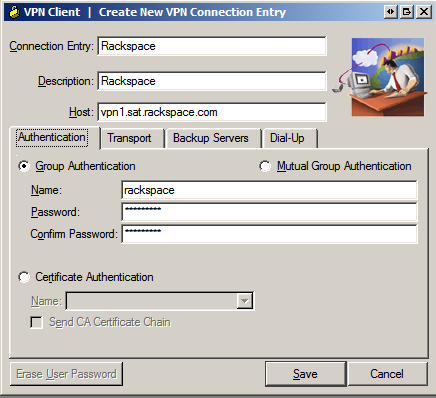 VPN Client | Create New VPN Connection Entry
Connection Entry: Rackspace
Description: Rackspace
Host: vpn1.sat.rackspace.com
Authentication Transport Backup Servers Dial-Up
Group Authentication Mutual Group Authentication
Name: rackspace
Password: *********
Confirm Password: *********
Certificate Authentication
Name:
Send CA Certificate Chain
Erase User Password Save Cancel